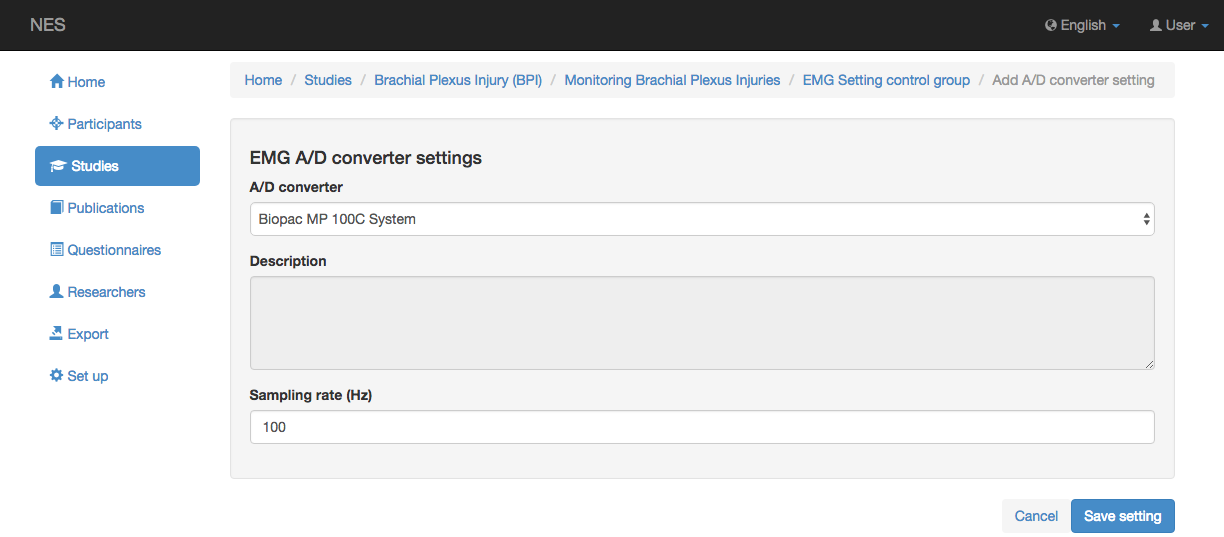 NES
English
User
Home
Participants
Studies
Publications
Questionnaires
Researchers
Export
Set up
Home / Studies / Brachial Plexus Injury (BPI) / Monitoring Brachial Plexus Injuries / EMG Setting control group / Add A/D converter setting
EMG A/D converter settings
A/D converter
Biopac MP 100C System
Description
Sampling rate (Hz)
100
Cancel
Save setting